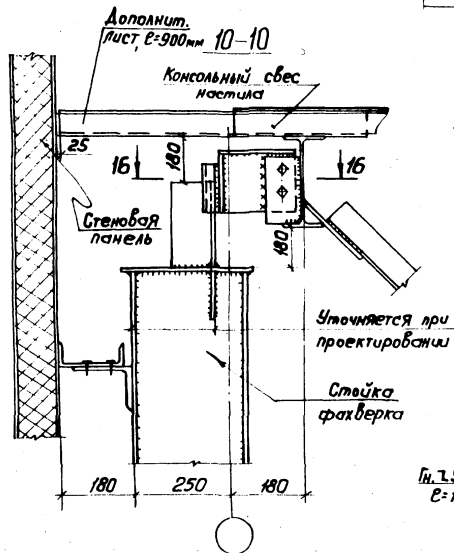 Дополнит.
лист, ℓ=900мм
10-10
Консольный свес
настила
25
180
16
16
Стеновая
панель
180
Уточняется при
проектировании
Стойка
фахверка
180
250
180